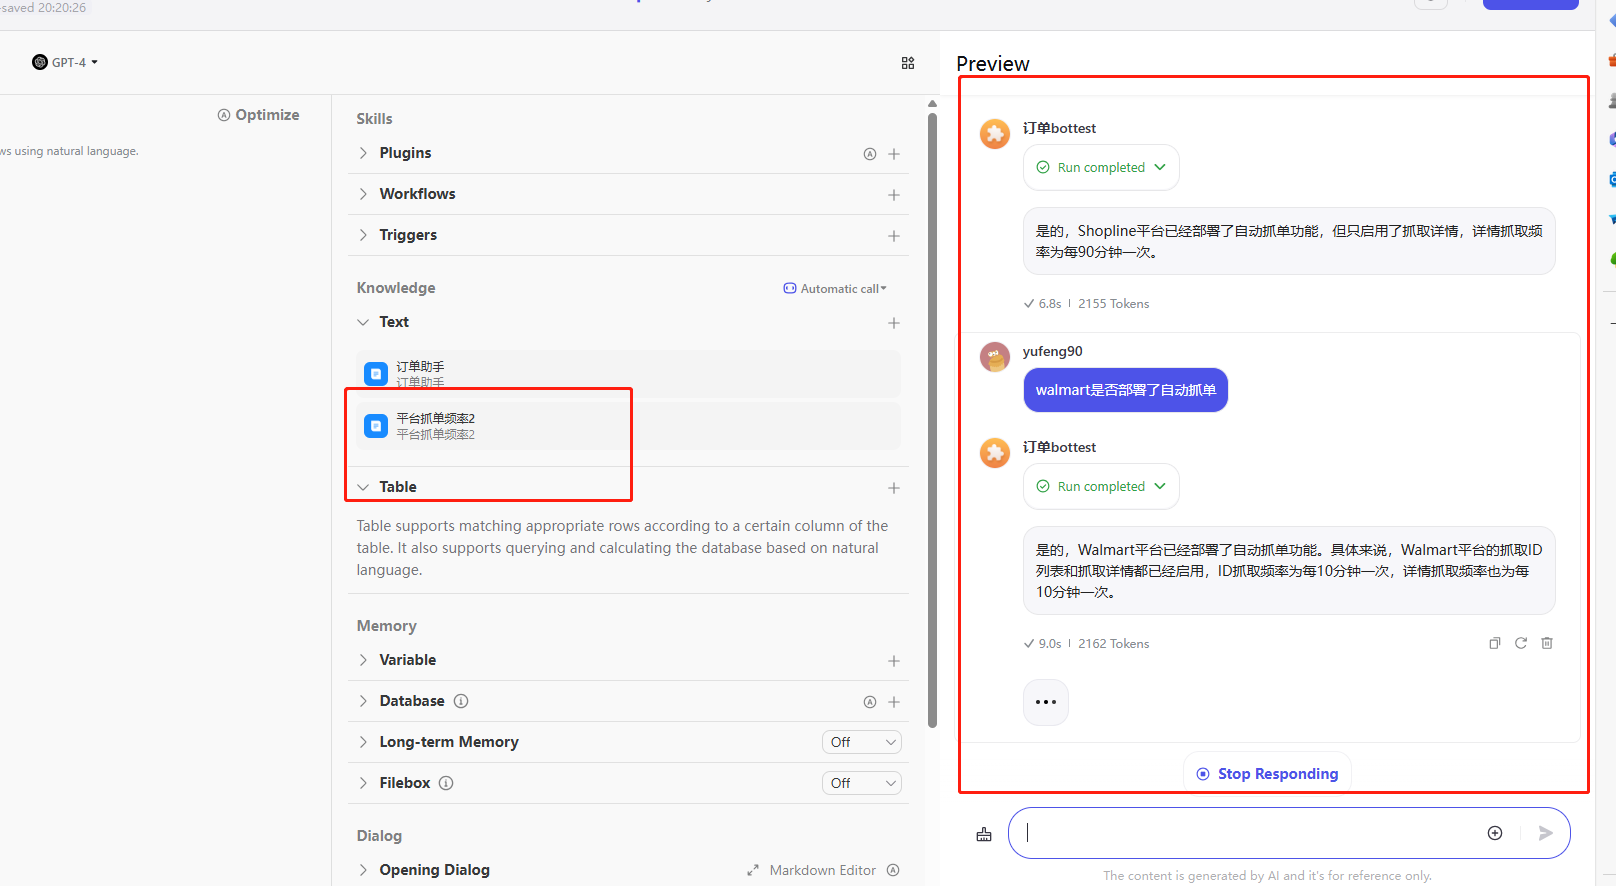 -saved 20:20:26
GPT-4
Optimize
ws using natural language.
Skills
Plugins
Workflows
Triggers
Knowledge
Automatic call
Text
订单助手
订单助手
平台抓单频率2
平台抓单频率2
Table
Table supports matching appropriate rows according to a certain column of the
table. It also supports querying and calculating the database based on natural
language.
Memory
Variable
Database
Long-term Memory
Off
Filebox
Off
Dialog
Opening Dialog
Markdown Editor
Preview
订单bottest
Run completed
是的，Shopline平台已经部署了自动抓单功能，但只启用了抓取详情，详情抓取频
率为每90分钟一次。
6.8s
2155 Tokens
yufeng90
walmart是否部署了自动抓单
订单bottest
Run completed
是的，Walmart平台已经部署了自动抓单功能。具体来说，Walmart平台的抓取ID
列表和抓取详情都已经启用，ID抓取频率为每10分钟一次，详情抓取频率也为每
10分钟一次。
9.0s
2162 Tokens
Stop Responding
The content is generated by AI and it's for reference only.